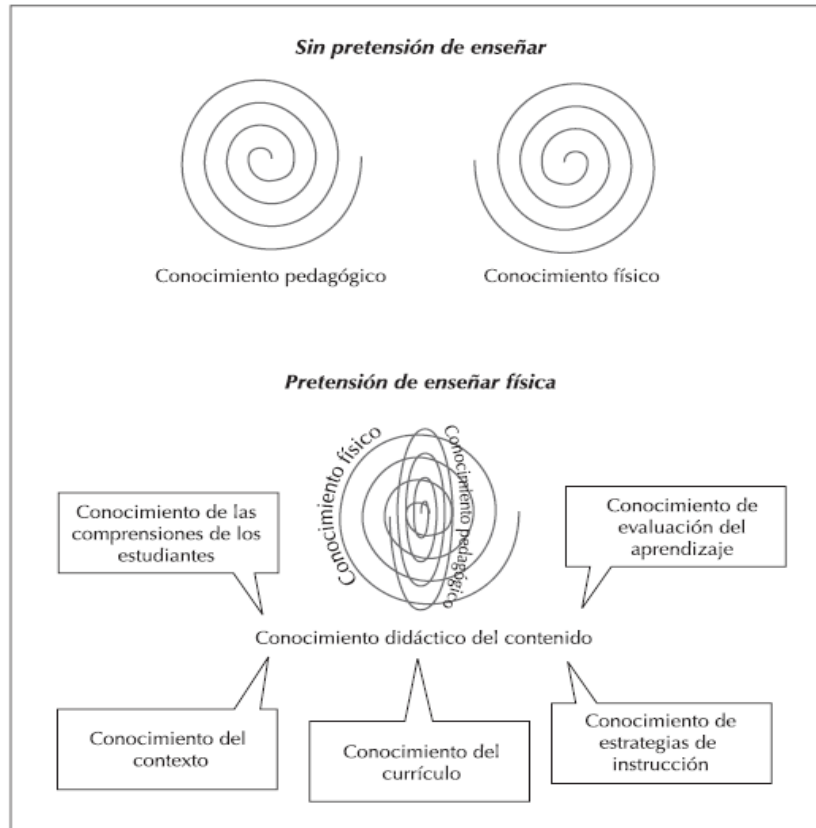 Sin pretensión de enseñar
Conocimiento pedagógico
Conocimiento físico
Pretensión de enseñar física
Conocimiento físico
Conocimiento pedagógico
Conocimiento de las
comprensiones de los
estudiantes
Conocimiento de
evaluación del
aprendizaje
Conocimiento didáctico del contenido
Conocimiento del
contexto
Conocimiento del
currículo
Conocimiento de
estrategias de
instrucción